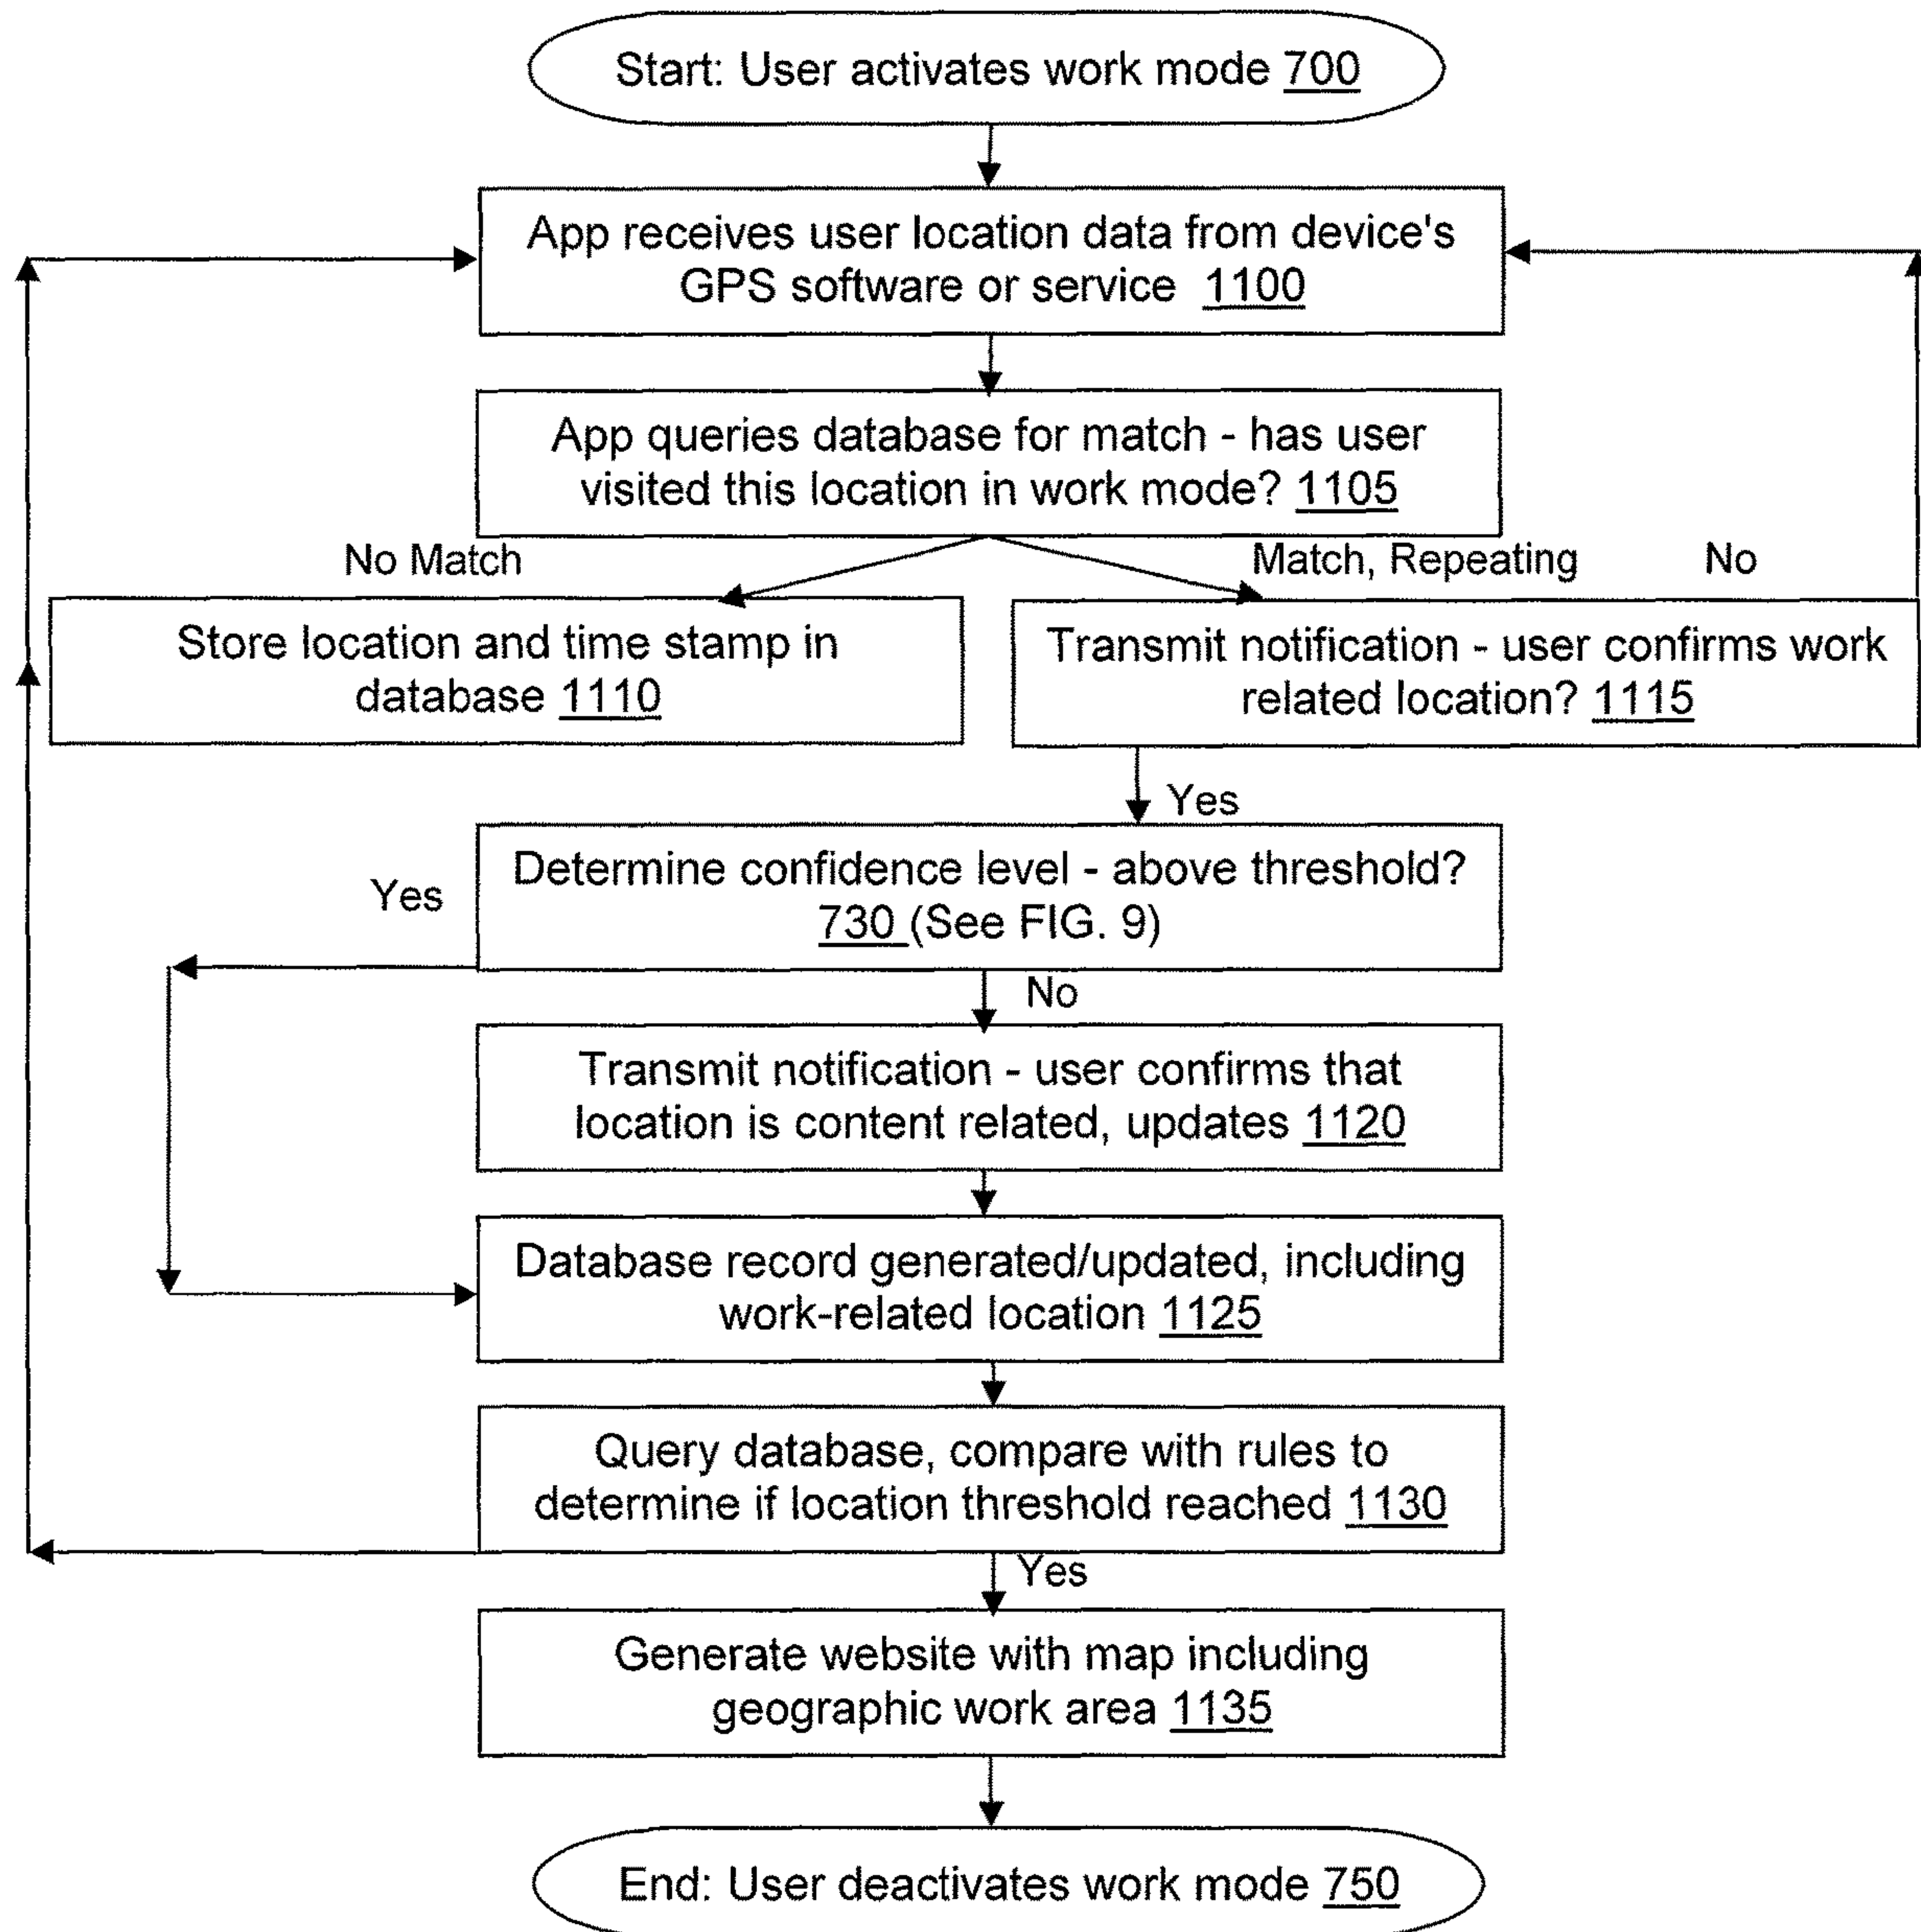 Start: User activates work mode 700
App receives user location data from device's
GPS software or service 1100
App queries database for match - has user
visited this location in work mode? 1105
No Match
Match, Repeating
No
Store location and time stamp in
database 1110
Transmit notification - user confirms work
related location? 1115
Yes
Determine confidence level - above threshold?
730 (See FIG. 9)
Yes
No
Transmit notification - user confirms that
location is content related, updates 1120
Database record generated/updated, including
work-related location 1125
Query database, compare with rules to
determine if location threshold reached 1130
Yes
Generate website with map including
geographic work area 1135
End: User deactivates work mode 750